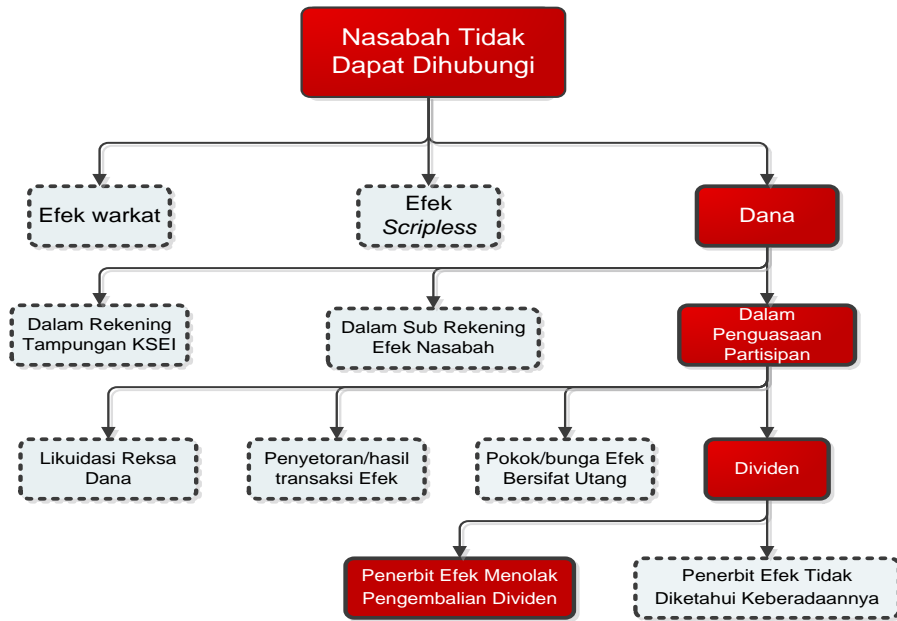 Nasabah Tidak
Dapat Dihubungi
Efek warkat
Efek
Scripless
Dana
Dalam Rekening
Tampungan KSEI
Dalam Sub Rekening
Efek Nasabah
Dalam
Penguasaan
Partisipan
Likuidasi Reksa
Dana
Penyetoran/hasil
transaksi Efek
Pokok/bunga Efek
Bersifat Utang
Dividen
Penerbit Efek Menolak
Pengembalian Dividen
Penerbit Efek Tidak
Diketahui Keberadaannya